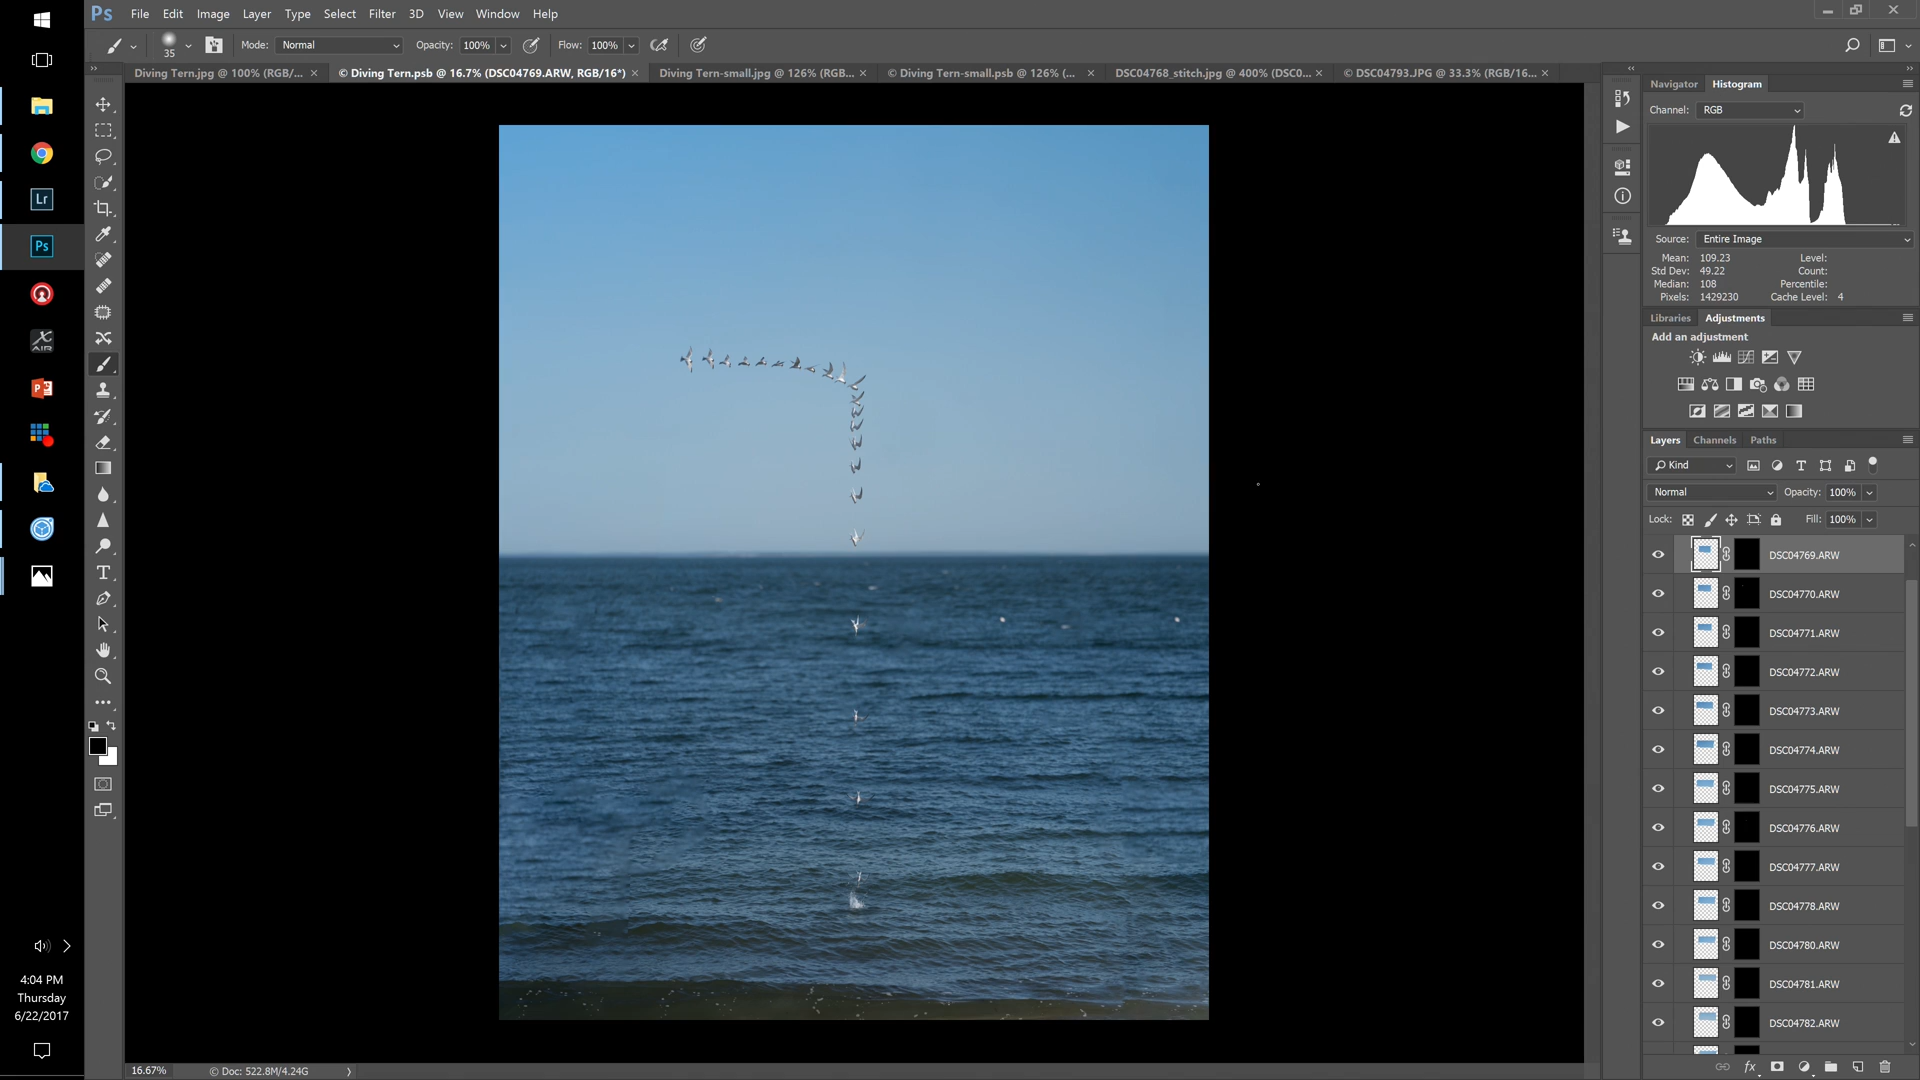 Ps File Edit Image Layer Type Select Filter 3D View Window Help
35 Mode: Normal Opacity: 100% Flow: 100%
Diving Tern.jpg @ 100% (RGB/... × © Diving Tern.psb @ 16.7% (DSC04769.ARW, RGB/16*) × Diving Tern-small.jpg @ 126% (RGB... × © Diving Tern-small.psb @ 126% (... × DSC04768_stitch.jpg @ 400% (DSC0... × © DSC04793.JPG @ 33.3% (RGB/16... ×
Navigator Histogram
Channel: RGB
Source: Entire Image
Mean: 109.23 Level:
Std Dev: 49.22 Count:
Median: 108 Percentile:
Pixels: 1429230 Cache Level: 4
Libraries Adjustments
Add an adjustment
Layers Channels Paths
Kind
Normal Opacity: 100%
Lock: Fill: 100%
DSC04769.ARW
DSC04770.ARW
DSC04771.ARW
DSC04772.ARW
DSC04773.ARW
DSC04774.ARW
DSC04775.ARW
DSC04776.ARW
DSC04777.ARW
DSC04778.ARW
DSC04780.ARW
DSC04781.ARW
DSC04782.ARW
fx
Lr
Ps
AIR
4:04 PM
Thursday
6/22/2017
16.67% © Doc: 522.8M/4.24G